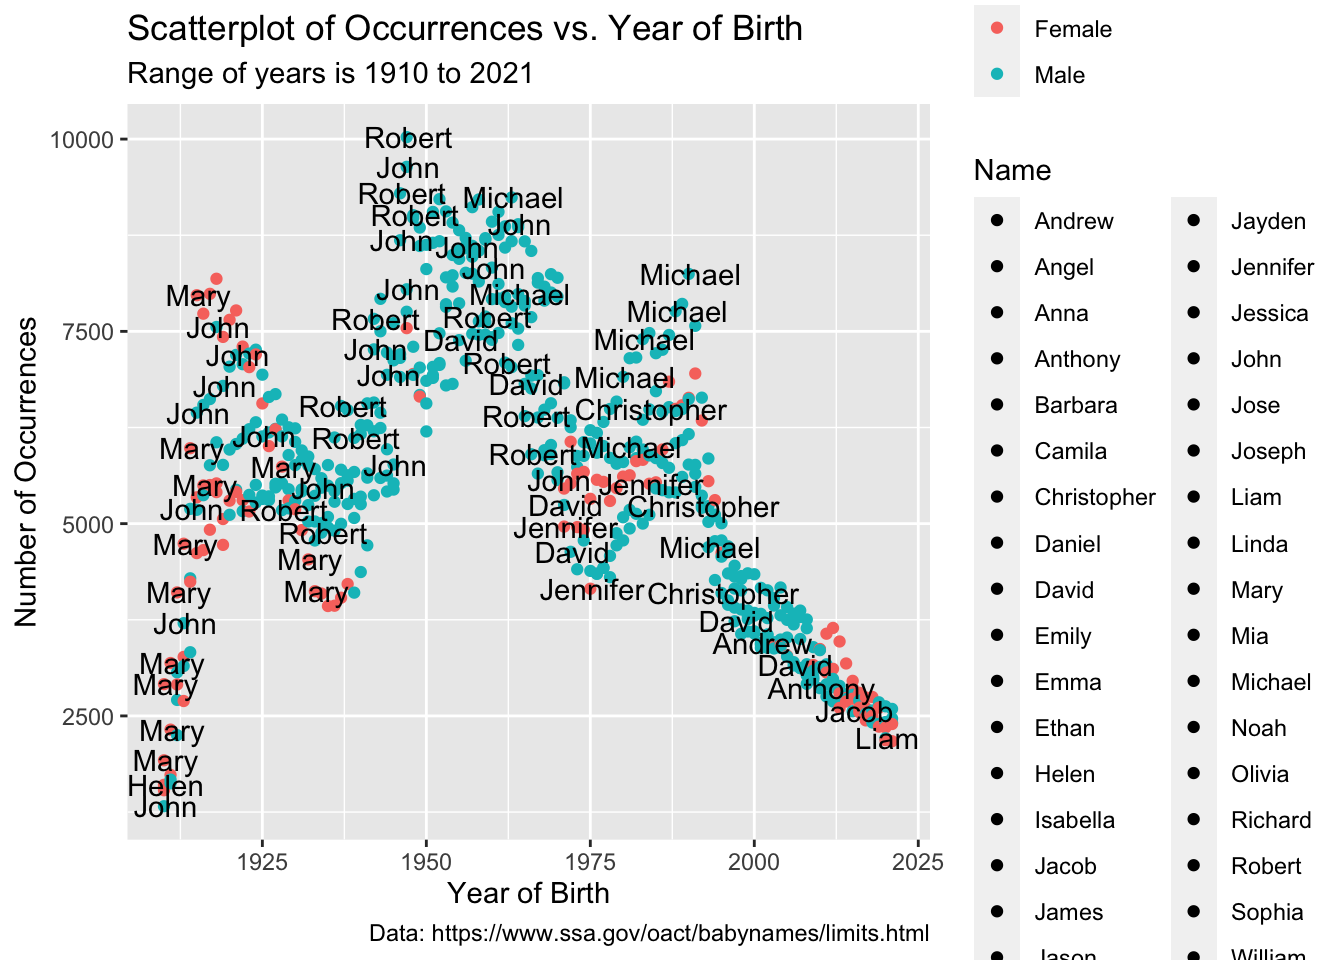 Scatterplot of Occurrences vs. Year of Birth
Range of years is 1910 to 2021
Female
Male
Name
Andrew
Angel
Anna
Anthony
Barbara
Camila
Christopher
Daniel
David
Emily
Emma
Ethan
Helen
Isabella
Jacob
James
Jason
Jayden
Jennifer
Jessica
John
Jose
Joseph
Liam
Linda
Mary
Mia
Michael
Noah
Olivia
Richard
Robert
Sophia
William
Number of Occurrences
10000
7500
5000
2500
Robert
John
Robert
Michael
Robert
John
John
John
John
Michael
John
Mary
Michael
Robert
Robert
Michael
John
David
Michael
John
John
Robert
John
David
Michael
John
Robert
Christopher
John
Robert
John
Robert
Mary
Michael
Robert
Mary
John
John
Mary
John
Jennifer
John
Robert
David
Christopher
Robert
Jennifer
Mary
Michael
David
Mary
Mary
Mary
Jennifer
Christopher
John
David
Andrew
Mary
David
Mary
Anthony
Jacob
Mary
Liam
Mary
Helen
John
1925
1950
1975
2000
2025
Year of Birth
Data: https://www.ssa.gov/oact/babynames/limits.html